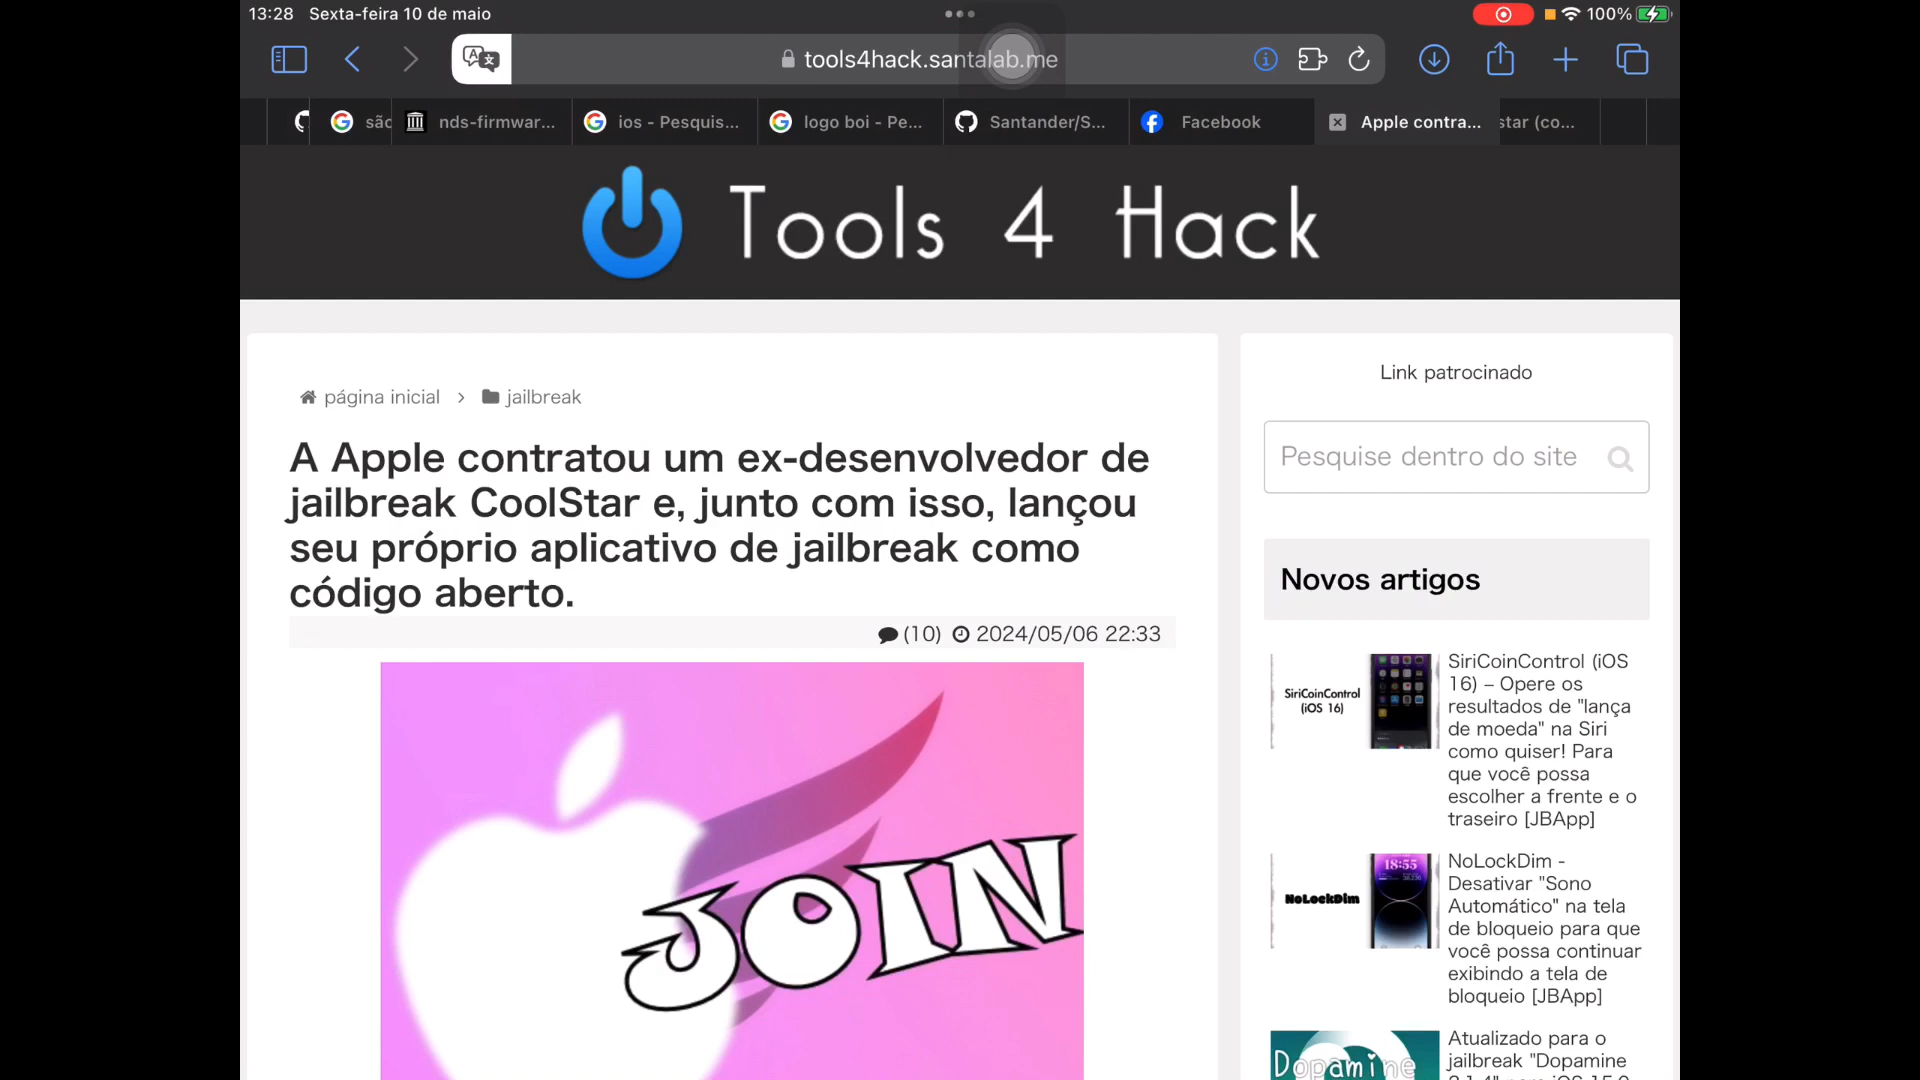 13:28 Sexta-feira 10 de maio
100%
tools4hack.santalab.me
são
nds-firmwar...
ios - Pesquis...
logo boi - Pe...
Santander/S...
Facebook
Apple contra...
star (co...
Tools 4 Hack
página inicial > jailbreak
A Apple contratou um ex-desenvolvedor de
jailbreak CoolStar e, junto com isso, lançou
seu próprio aplicativo de jailbreak como
código aberto.
(10) 2024/05/06 22:33
JOIN
Link patrocinado
Pesquise dentro do site
Novos artigos
SiriCoinControl
(iOS 16)
SiriCoinControl (iOS
16) – Opere os
resultados de "lança
de moeda" na Siri
como quiser! Para
que você possa
escolher a frente e o
traseiro [JBApp]
NoLockDim
18:55
NoLockDim -
Desativar "Sono
Automático" na tela
de bloqueio para que
você possa continuar
exibindo a tela de
bloqueio [JBApp]
Dopamine
Atualizado para o
jailbreak "Dopamine